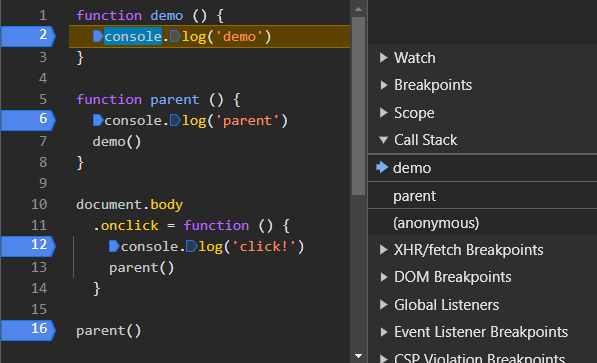 1 function demo () {
2 console.log('demo')
3 }
4
5 function parent () {
6 console.log('parent')
7 demo()
8 }
9
10 document.body
11 .onclick = function () {
12 console.log('click!')
13 parent()
14 }
15
16 parent()
Watch
Breakpoints
Scope
Call Stack
demo
parent
(anonymous)
XHR/fetch Breakpoints
DOM Breakpoints
Global Listeners
Event Listener Breakpoints
CSP Violation Breakpoints